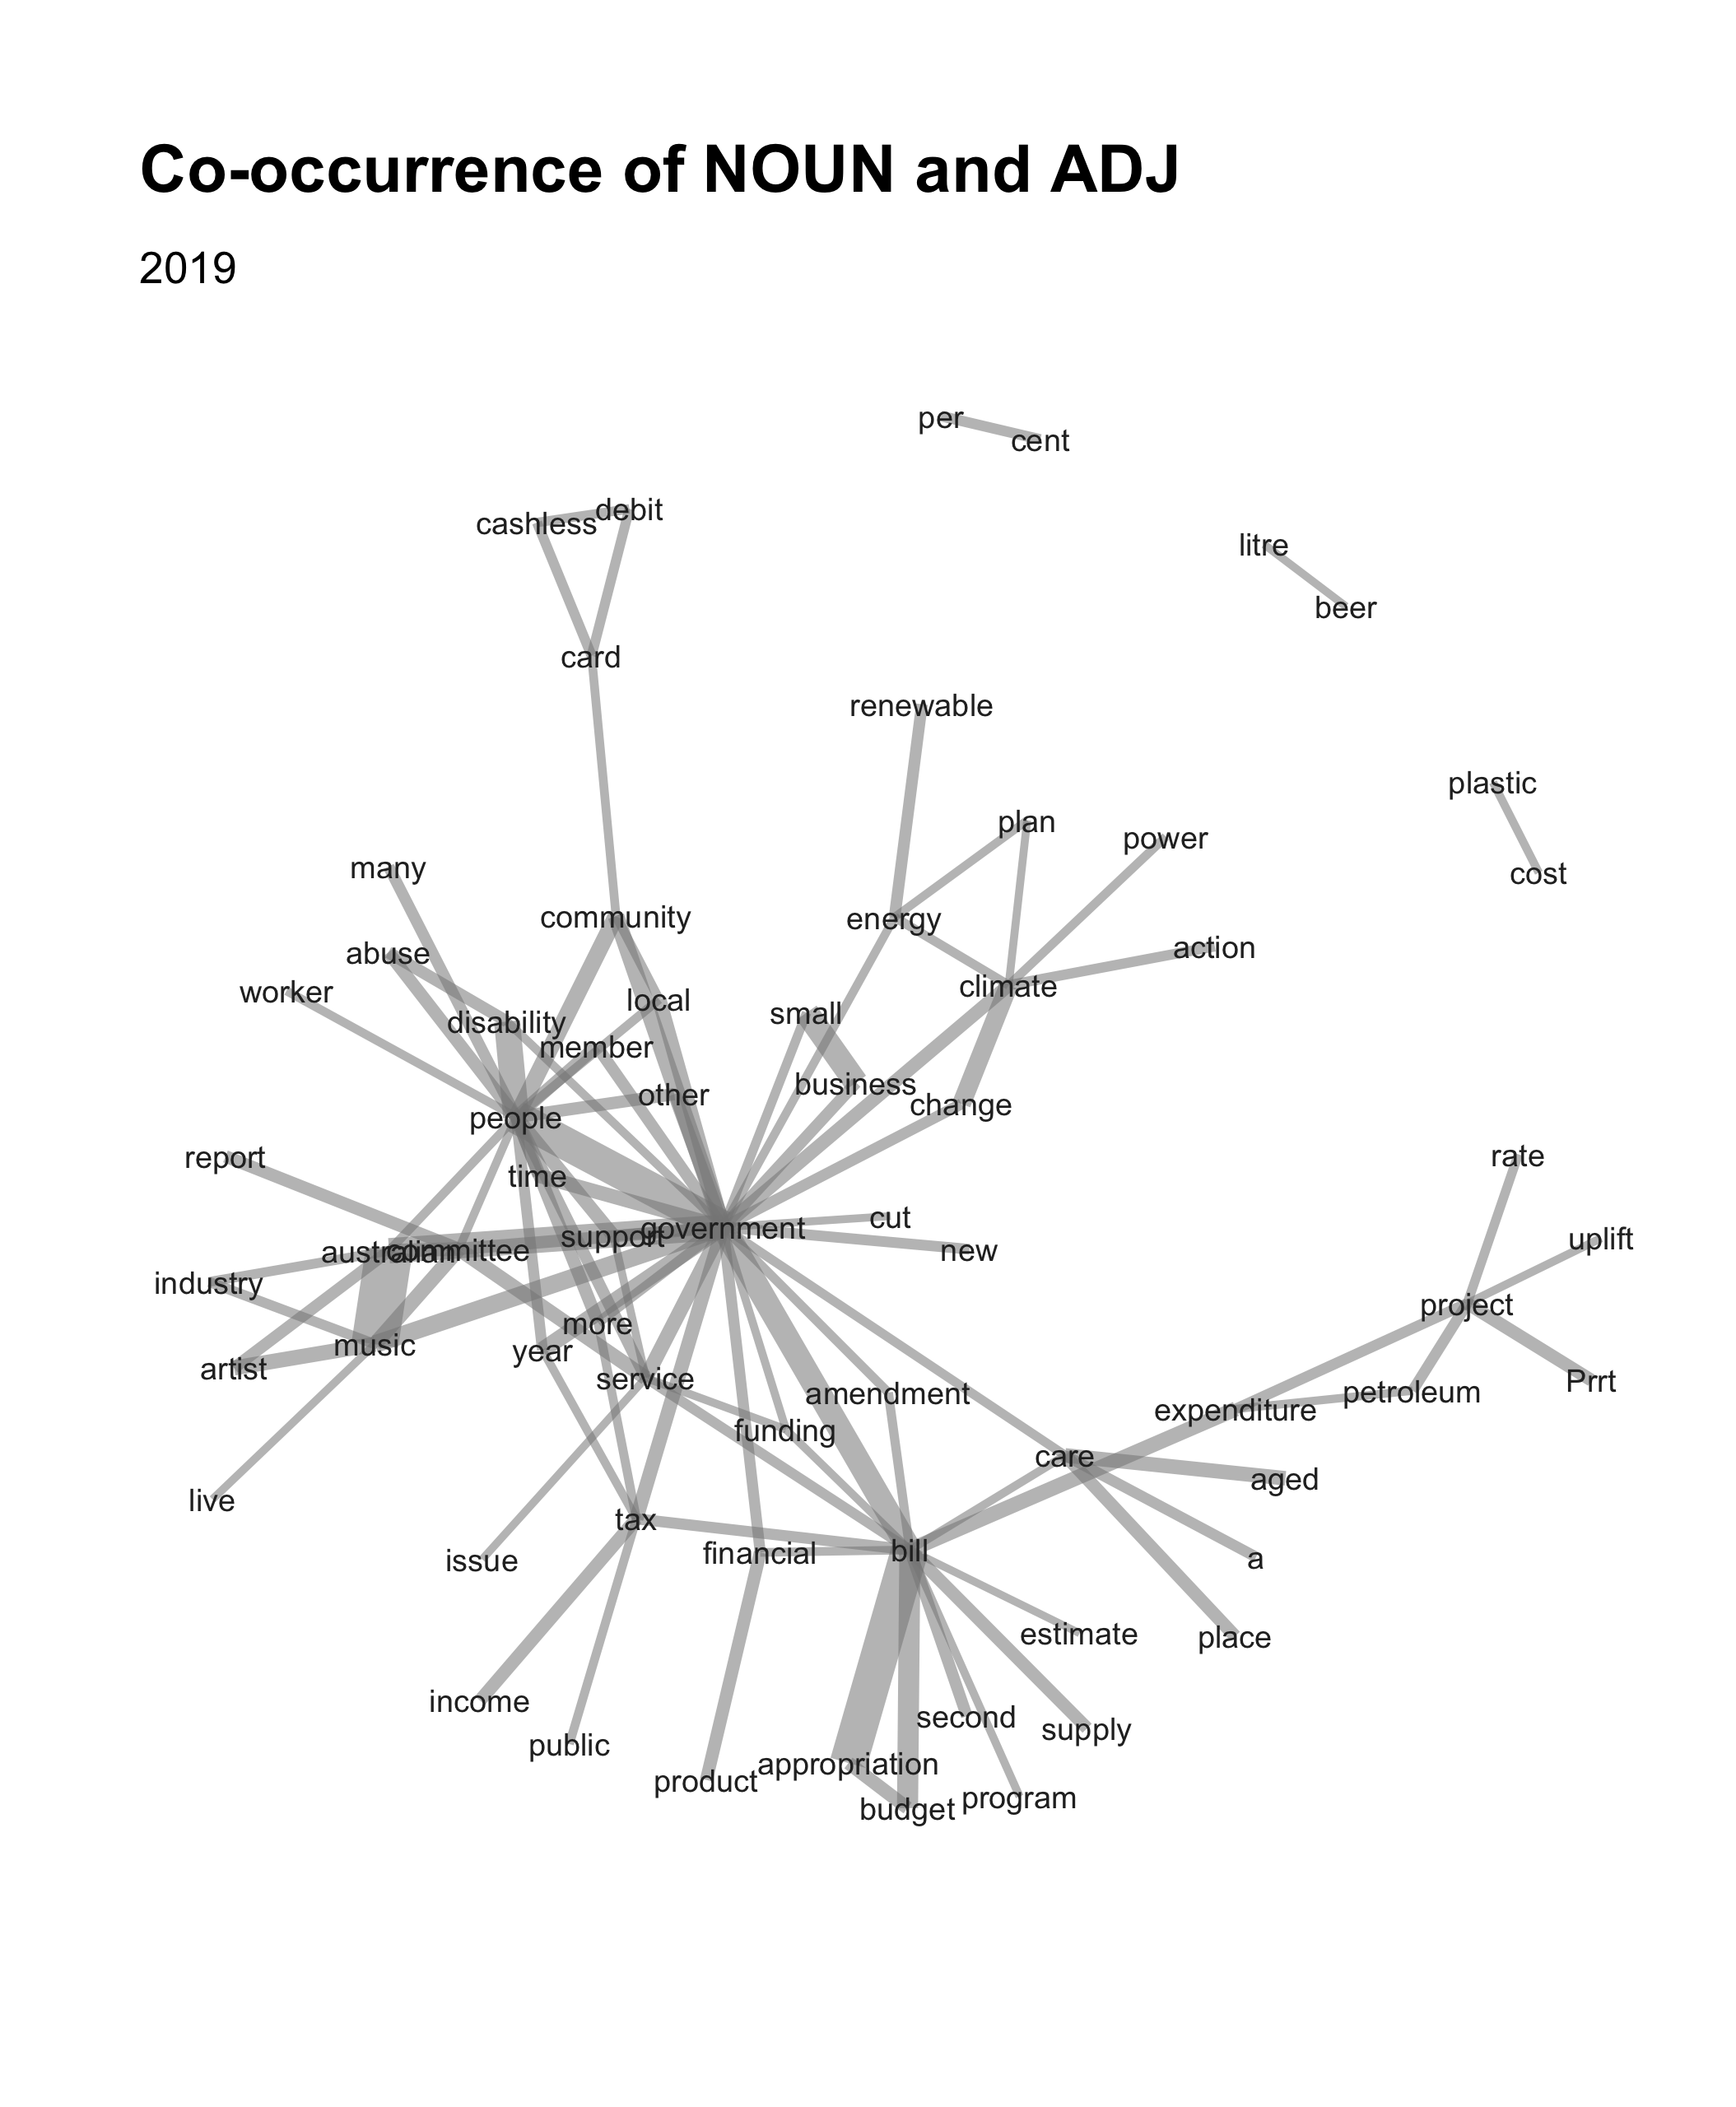 Co-occurrence of NOUN and ADJ
2019
per
cent
debit
cashless
litre
beer
card
renewable
plastic
plan
power
many
cost
community
energy
abuse
action
worker
climate
local
small
disability
member
business
other
change
people
report
rate
time
cut
government
support
uplift
australian
committee
new
industry
project
more
music
year
artist
service
Prrt
amendment
petroleum
expenditure
funding
care
aged
live
tax
financial
bill
a
issue
estimate
place
income
second
supply
public
appropriation
product
program
budget